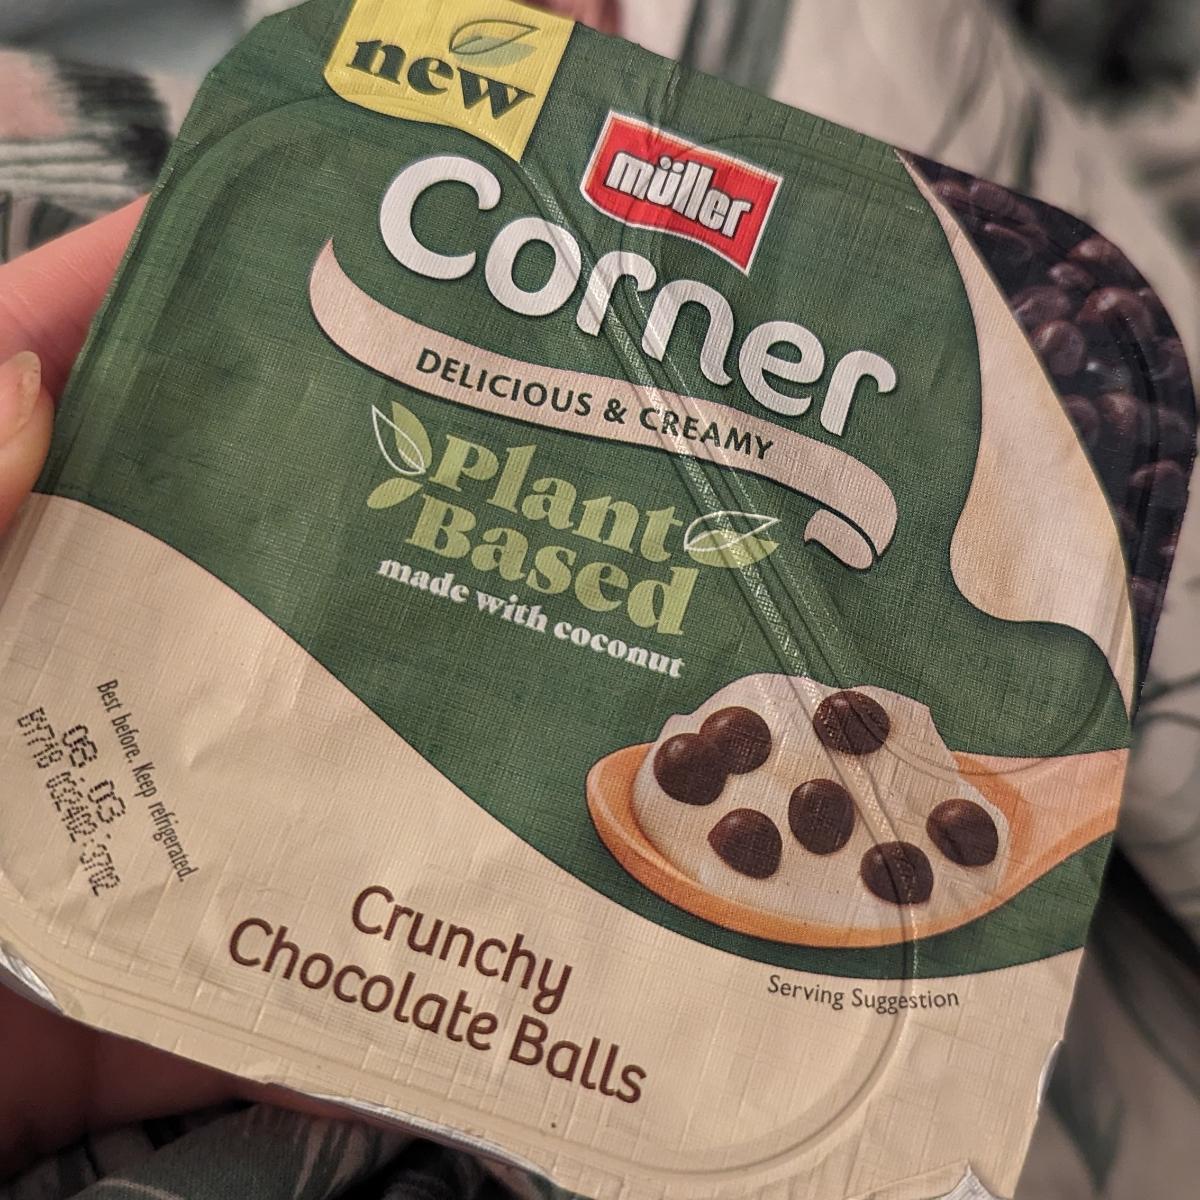 new
müller
Corner
DELICIOUS & CREAMY
Plant
Based
made with coconut
Best before. Keep refrigerated.
08.03.
Serving Suggestion
Crunchy
Chocolate Balls